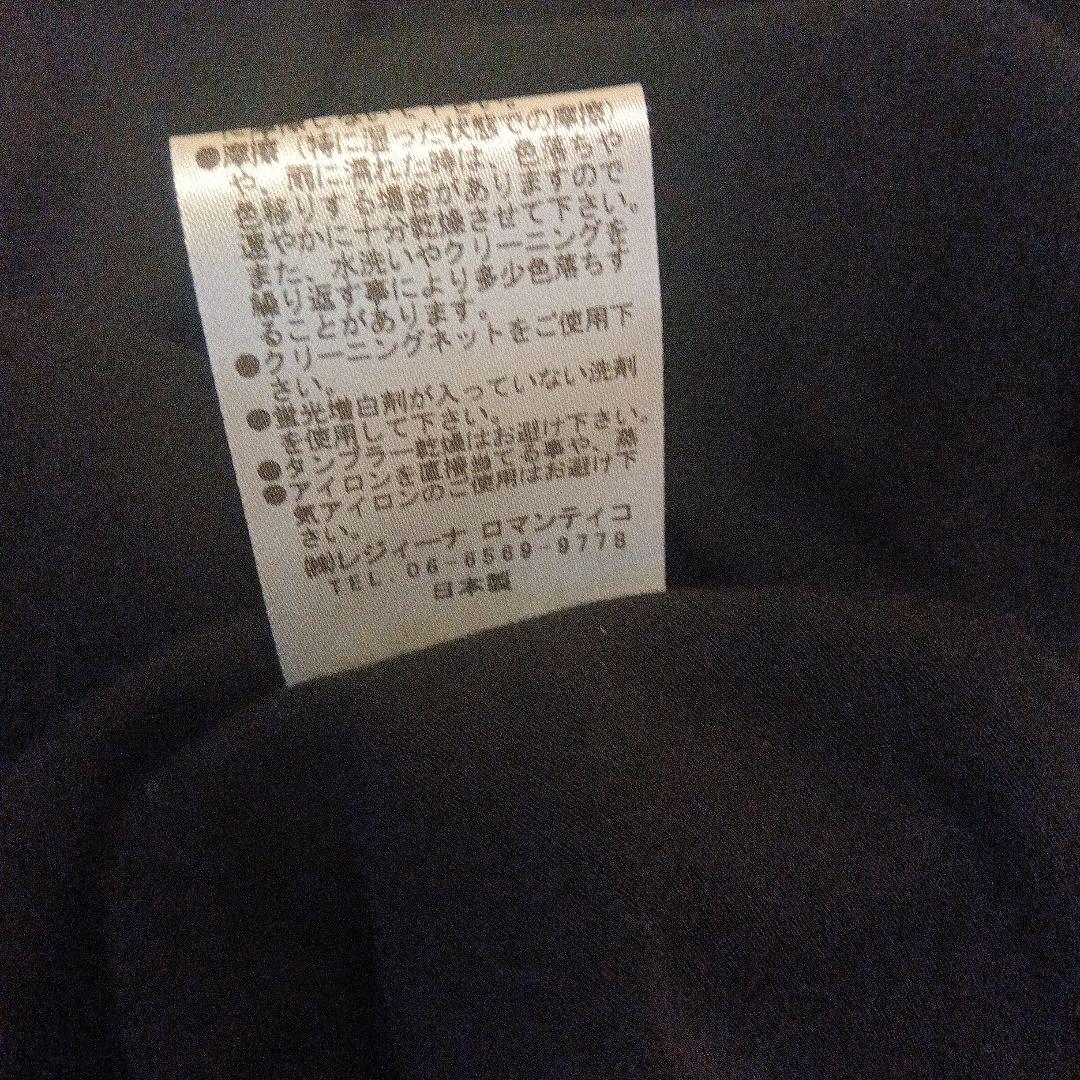 ●摩擦(特に湿った状態での摩擦)
や、雨に濡れた時は、色落ちや
色移りする場合がありますので
速やかに十分乾燥させて下さい。
また、水洗いやクリーニングを
繰り返す事により多少色落ちす
ることがあります。
●クリーニングネットをご使用下
さい。
●蛍光増白剤が入っていない洗剤
を使用して下さい。
●タンブラー乾燥はお避け下さい。
●アイロンを直接当てる事や、蒸
気アイロンのご使用はお避け下
さい。
㈱レジィーナ ロマンティコ
TEL.06-6569-9778
日本製